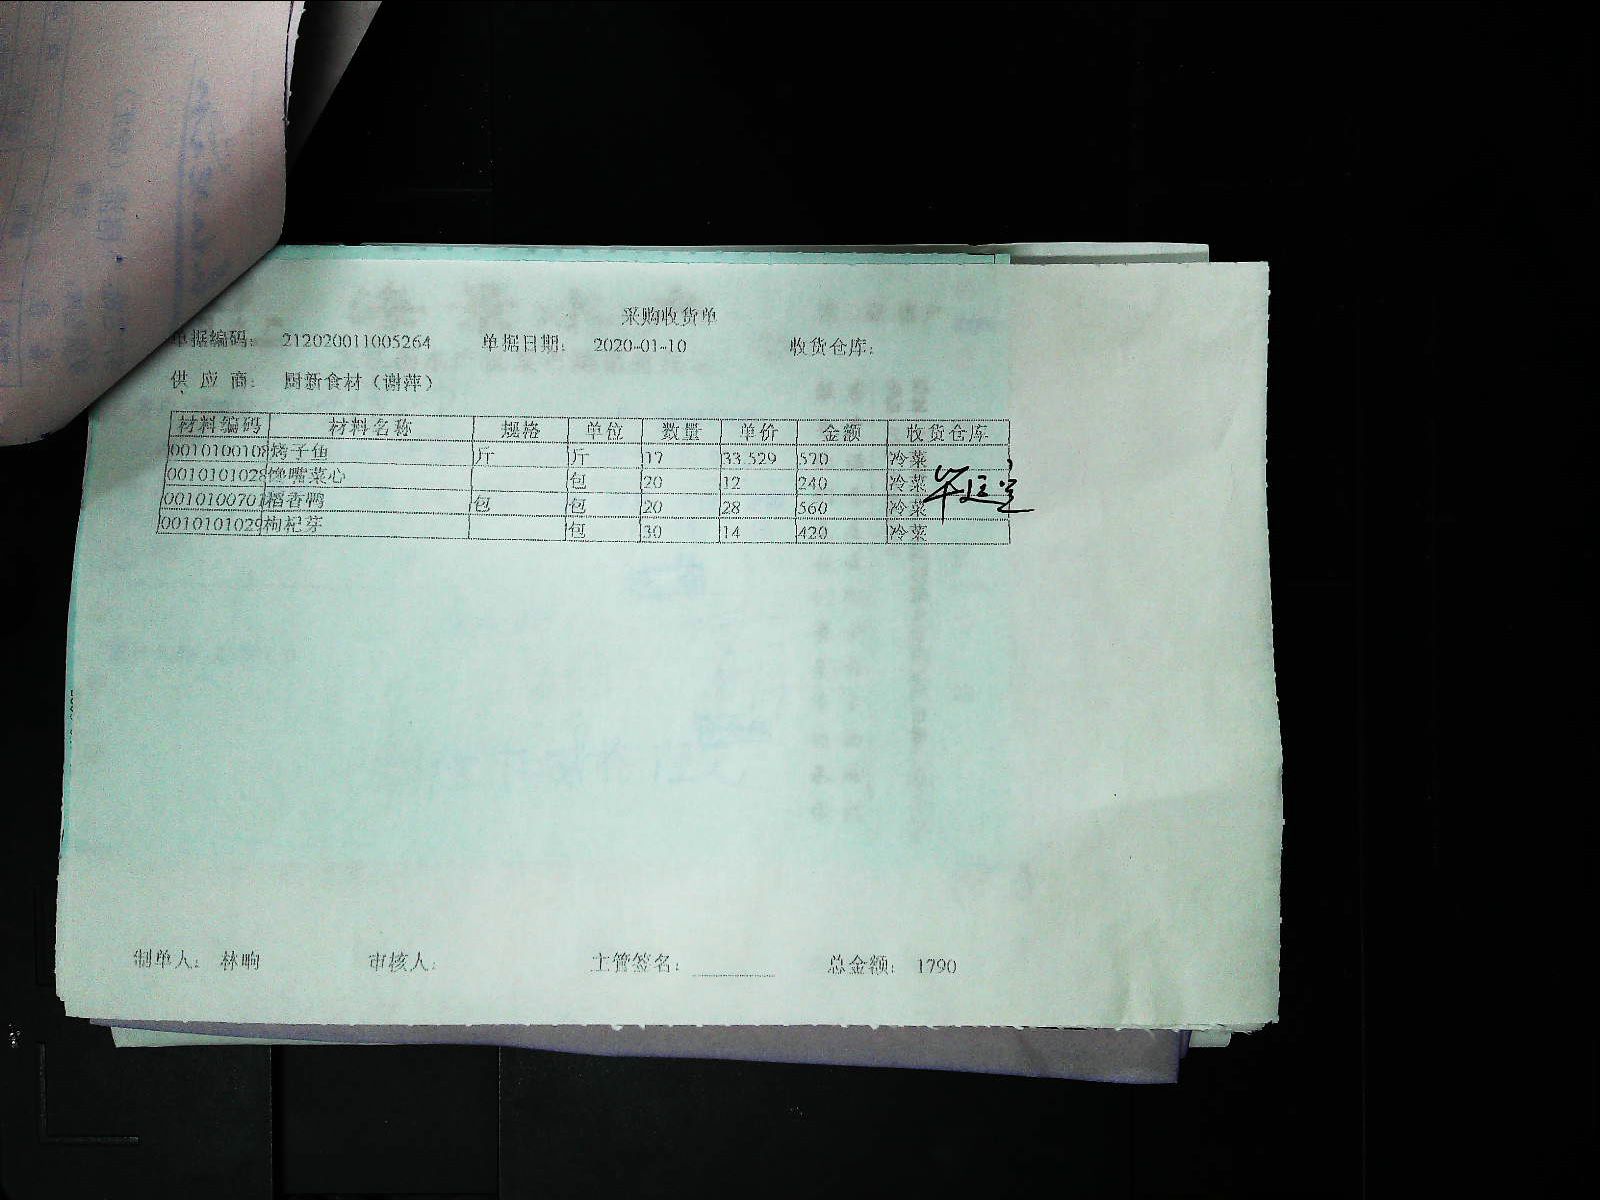 采购收货单
单据编码: 212020011005264 单据日期: 2020-01-10 收货仓库:
供 应 商: 厨新食材（谢萍）
材料编码 材料名称 规格 单位 数量 单价 金额 收货仓库
0010100108 烤子鱼 斤 斤 17 33.529 570 冷菜
0010101028 馋嘴菜心 包 20 12 240 冷菜
0010100701 稻香鸭 包 包 20 28 560 冷菜
0010101029 枸杞芽 包 30 14 420 冷菜
制单人: 林晌 审核人: 主管签名: 总金额: 1790